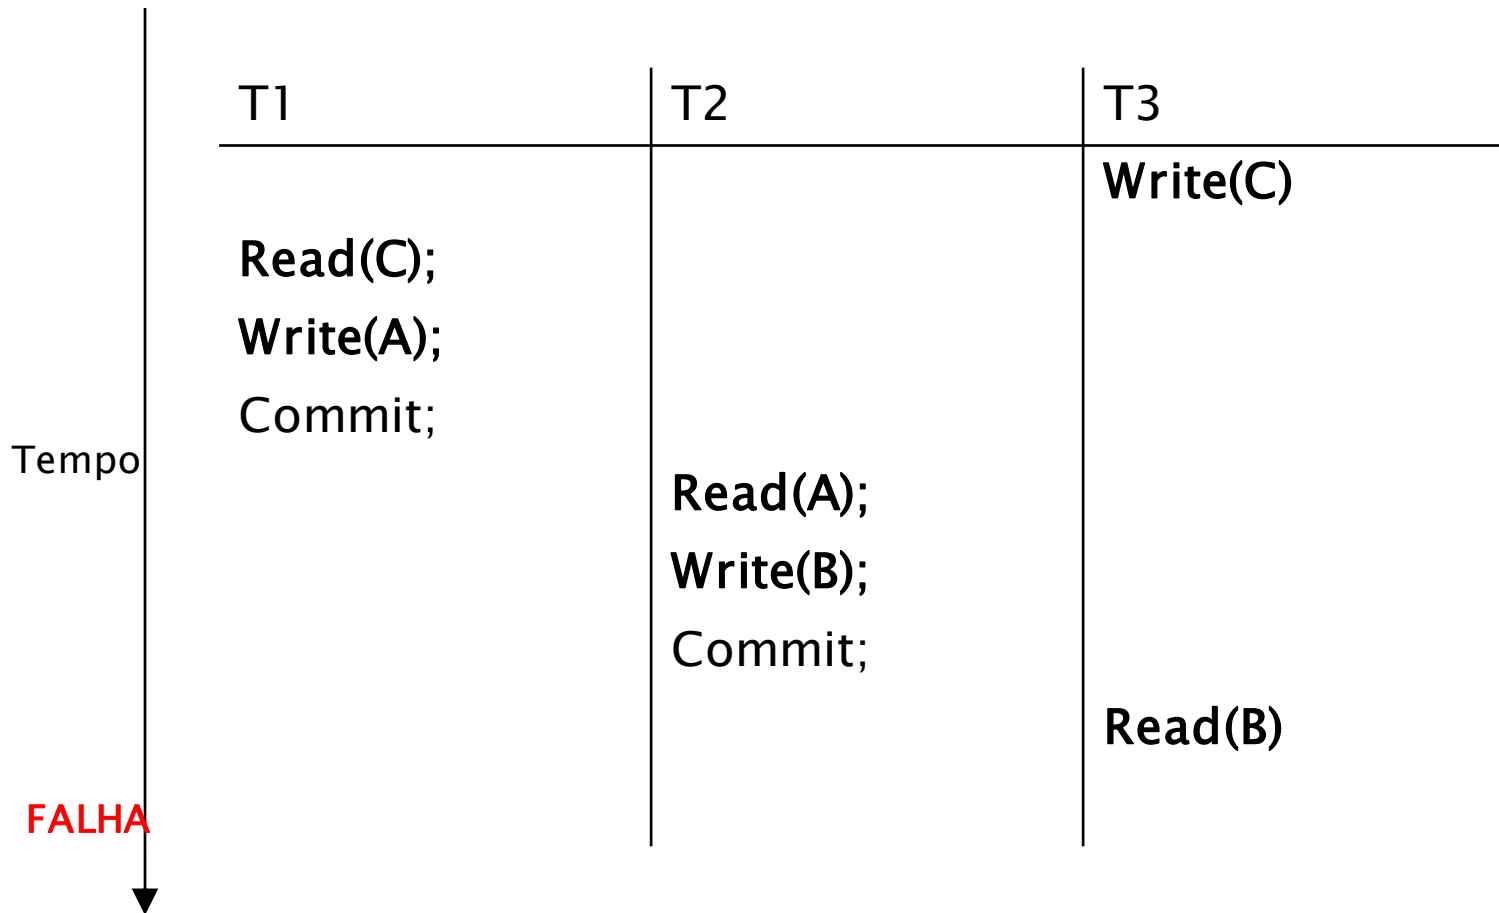 T1 T2 T3
Write(C)
Read(C);
Write(A);
Commit;
Tempo
Read(A);
Write(B);
Commit;
Read(B)
FALHA